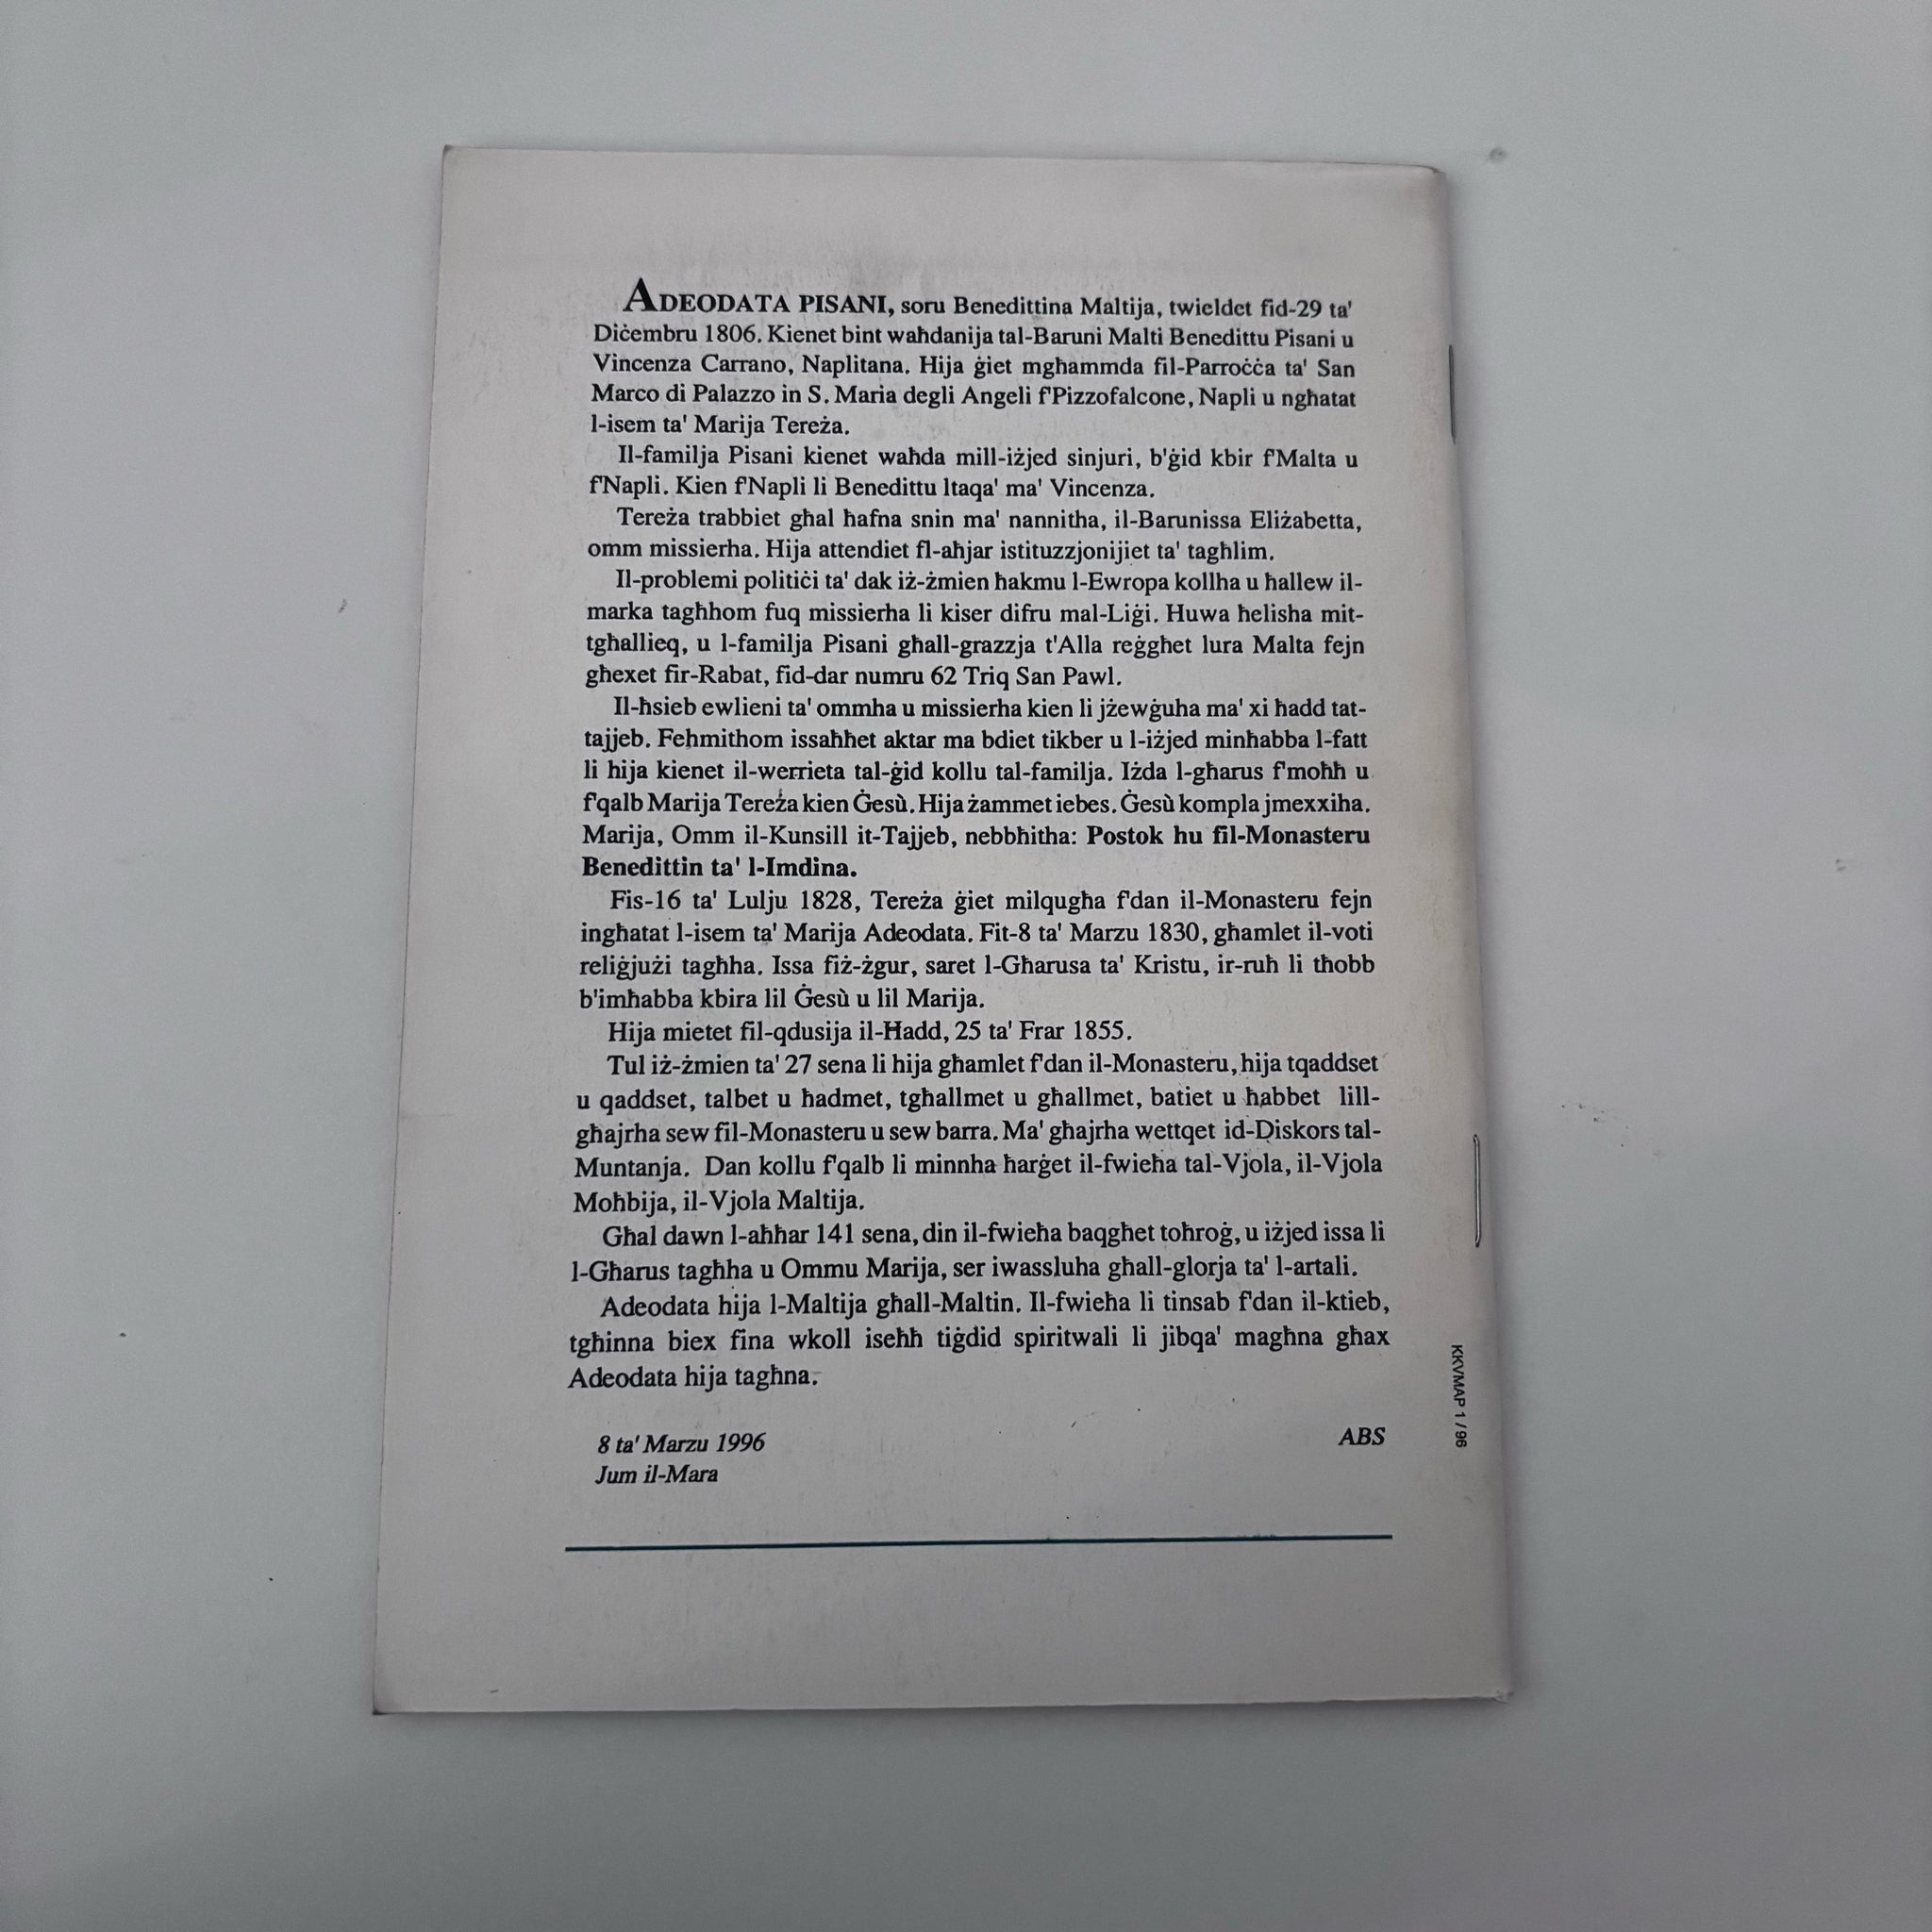 ADEODATA PISANI, soru Benedittina Maltija, twieldet fid-29 ta'
Diċembru 1806. Kienet bint waħdanija tal-Baruni Malti Benedittu Pisani u
Vincenza Carrano, Naplitana. Hija ġiet mgħammda fil-Parroċċa ta' San
Marco di Palazzo in S. Maria degli Angeli f'Pizzofalcone, Napli u ngħatat
l-isem ta' Marija Tereża.
Il-familja Pisani kienet waħda mill-iżjed sinjuri, b'ġid kbir f'Malta u
f'Napli. Kien f'Napli li Benedittu ltaqa' ma' Vincenza.
Tereża trabbiet għal ħafna snin ma' nannitha, il-Barunissa Eliżabetta,
omm missierha. Hija attendiet fl-aħjar istituzzjonijiet ta' tagħlim.
Il-problemi politiċi ta' dak iż-żmien ħakmu l-Ewropa kollha u ħallew il-
marka tagħhom fuq missierha li kiser difru mal-Liġi. Huwa ħelisha mit-
tgħallieq, u l-familja Pisani għall-grazzja t'Alla reġgħet lura Malta fejn
għexet fir-Rabat, fid-dar numru 62 Triq San Pawl.
Il-ħsieb ewlieni ta' ommha u missierha kien li jżewġuha ma' xi ħadd tat-
tajjeb. Feħmithom issaħħet aktar ma bdiet tikber u l-iżjed minħabba l-fatt
li hija kienet il-werrieta tal-ġid kollu tal-familja. Iżda l-għarus f'moħħ u
f'qalb Marija Tereża kien Ġesù. Hija żammet iebes. Ġesù kompla jmexxiha.
Marija, Omm il-Kunsill it-Tajjeb, nebbħitha: Postok hu fil-Monasteru
Benedittin ta' l-Imdina.
Fis-16 ta' Lulju 1828, Tereża ġiet milqugħa f'dan il-Monasteru fejn
ingħatat l-isem ta' Marija Adeodata. Fit-8 ta' Marzu 1830, għamlet il-voti
reliġjużi tagħha. Issa fiż-żgur, saret l-Għarusa ta' Kristu, ir-ruħ li tħobb
b'imħabba kbira lil Ġesù u lil Marija.
Hija mietet fil-qdusija il-Ħadd, 25 ta' Frar 1855.
Tul iż-żmien ta' 27 sena li hija għamlet f'dan il-Monasteru, hija tqaddset
u qaddset, talbet u ħadmet, tgħallmet u għallmet, batiet u ħabbet lill-
għajrha sew fil-Monasteru u sew barra. Ma' għajrha wettqet id-Diskors tal-
Muntanja. Dan kollu f'qalb li minnha ħarġet il-fwieħa tal-Vjola, il-Vjola
Moħbija, il-Vjola Maltija.
Għal dawn l-aħħar 141 sena, din il-fwieħa baqgħet toħroġ, u iżjed issa li
l-Għarus tagħha u Ommu Marija, ser iwassluha għall-glorja ta' l-artali.
Adeodata hija l-Maltija għall-Maltin. Il-fwieħa li tinsab f'dan il-ktieb,
tgħinna biex fina wkoll iseħħ tiġdid spiritwali li jibqa' magħna għax
Adeodata hija tagħna.
8 ta' Marzu 1996 ABS
Jum il-Mara
KKVMAP 1 / 96